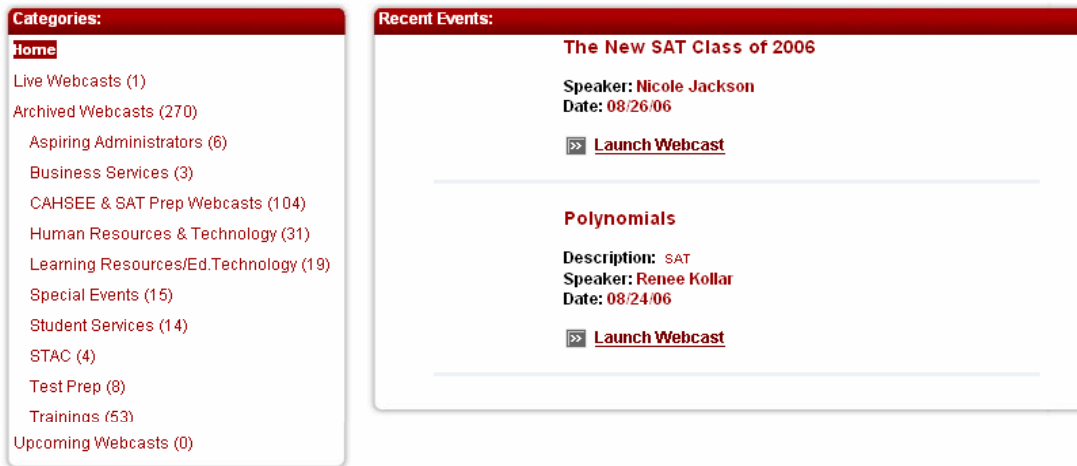 Categories:
Home
Live Webcasts (1)
Archived Webcasts (270)
Aspiring Administrators (6)
Business Services (3)
CAHSEE & SAT Prep Webcasts (104)
Human Resources & Technology (31)
Learning Resources/Ed.Technology (19)
Special Events (15)
Student Services (14)
STAC (4)
Test Prep (8)
Trainings (53)
Upcoming Webcasts (0)
Recent Events:
The New SAT Class of 2006
Speaker: Nicole Jackson
Date: 08/26/06
Launch Webcast
Polynomials
Description: SAT
Speaker: Renee Kollar
Date: 08/24/06
Launch Webcast